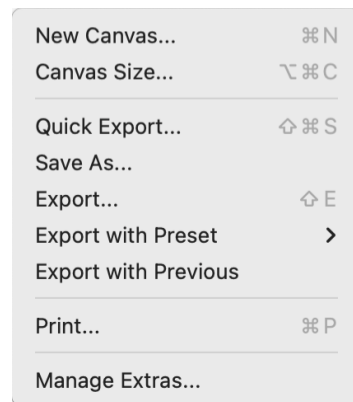 New Canvas... ⌘N
Canvas Size... ⌥⌘C
Quick Export... ⇧⌘S
Save As...
Export... ⇧E
Export with Preset >
Export with Previous
Print... ⌘P
Manage Extras...